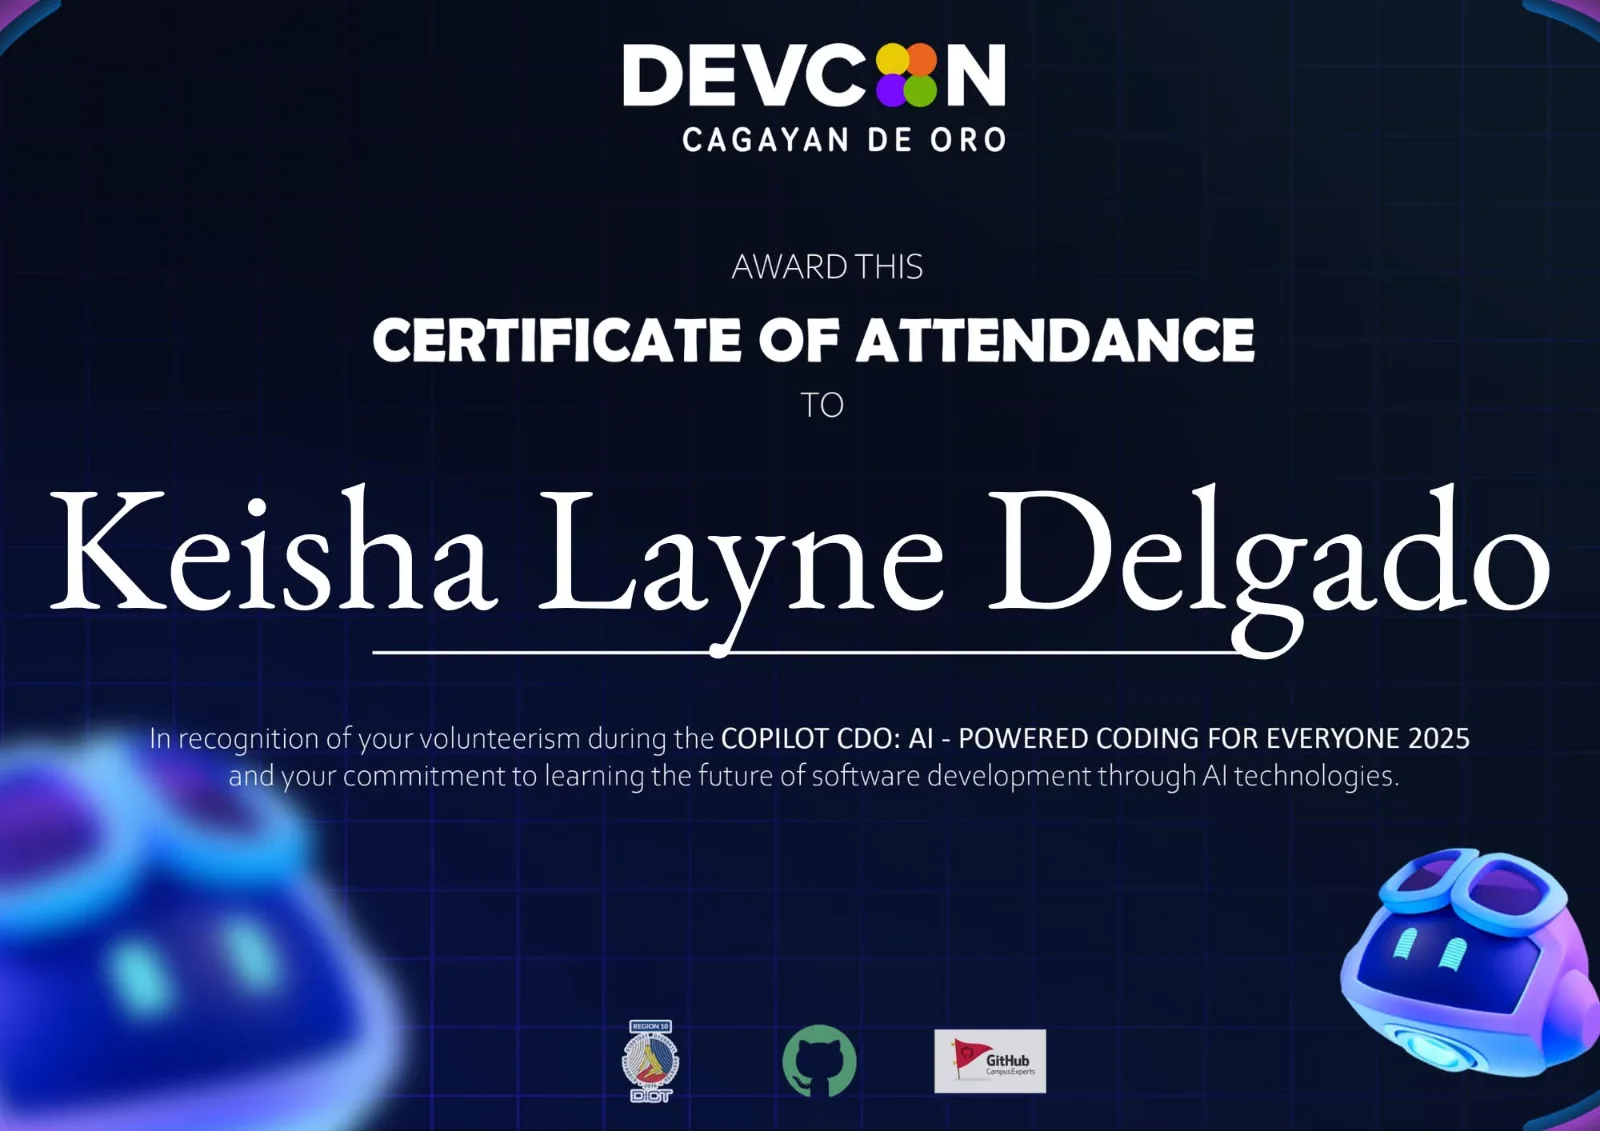 DEVCON
CAGAYAN DE ORO
AWARD THIS
CERTIFICATE OF ATTENDANCE
TO
Keisha Layne Delgado
In recognition of your volunteerism during the COPILOT CDO: AI - POWERED CODING FOR EVERYONE 2025
and your commitment to learning the future of software development through AI technologies.
REGION 10
GitHub
CampusExperts